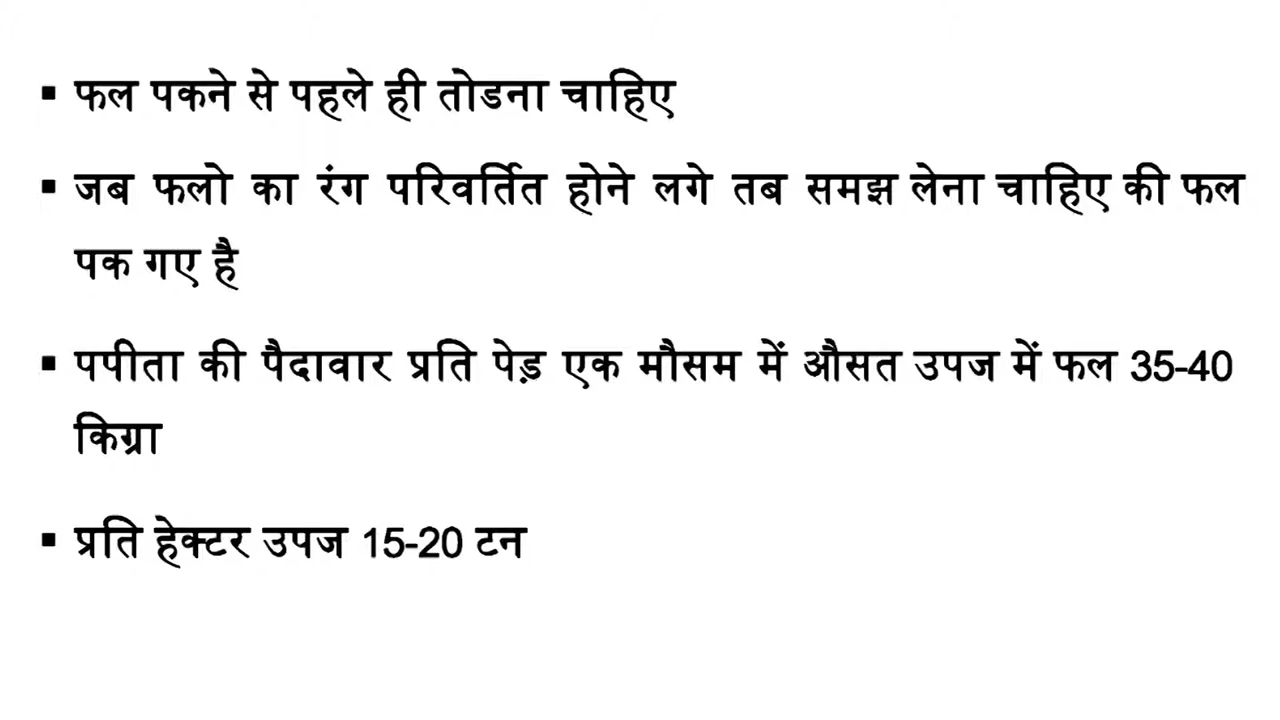 ▪ फल पकने से पहले ही तोडना चाहिए
▪ जब फलो का रंग परिवर्तित होने लगे तब समझ लेना चाहिए की फल
पक गए है
▪ पपीता की पैदावार प्रति पेड़ एक मौसम में औसत उपज में फल 35-40
किग्रा
▪ प्रति हेक्टर उपज 15-20 टन